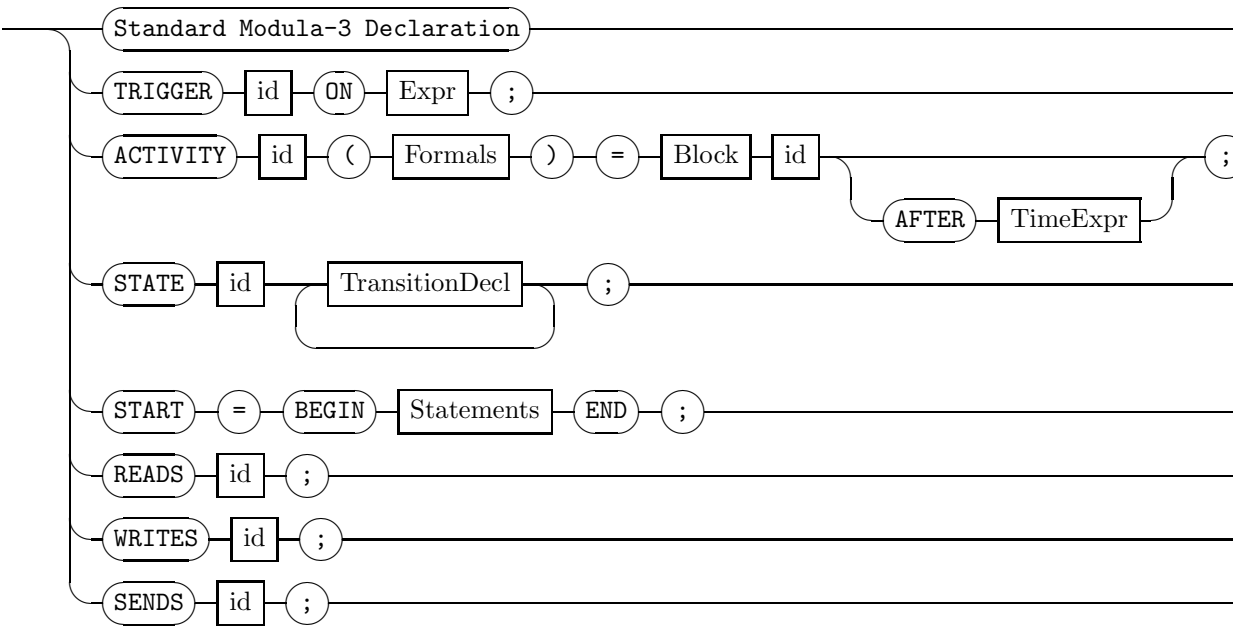 Standard Modula-3 Declaration
TRIGGER id ON Expr ;
ACTIVITY id ( Formals ) = Block id ;
AFTER TimeExpr
STATE id TransitionDecl ;
START = BEGIN Statements END ;
READS id ;
WRITES id ;
SENDS id ;